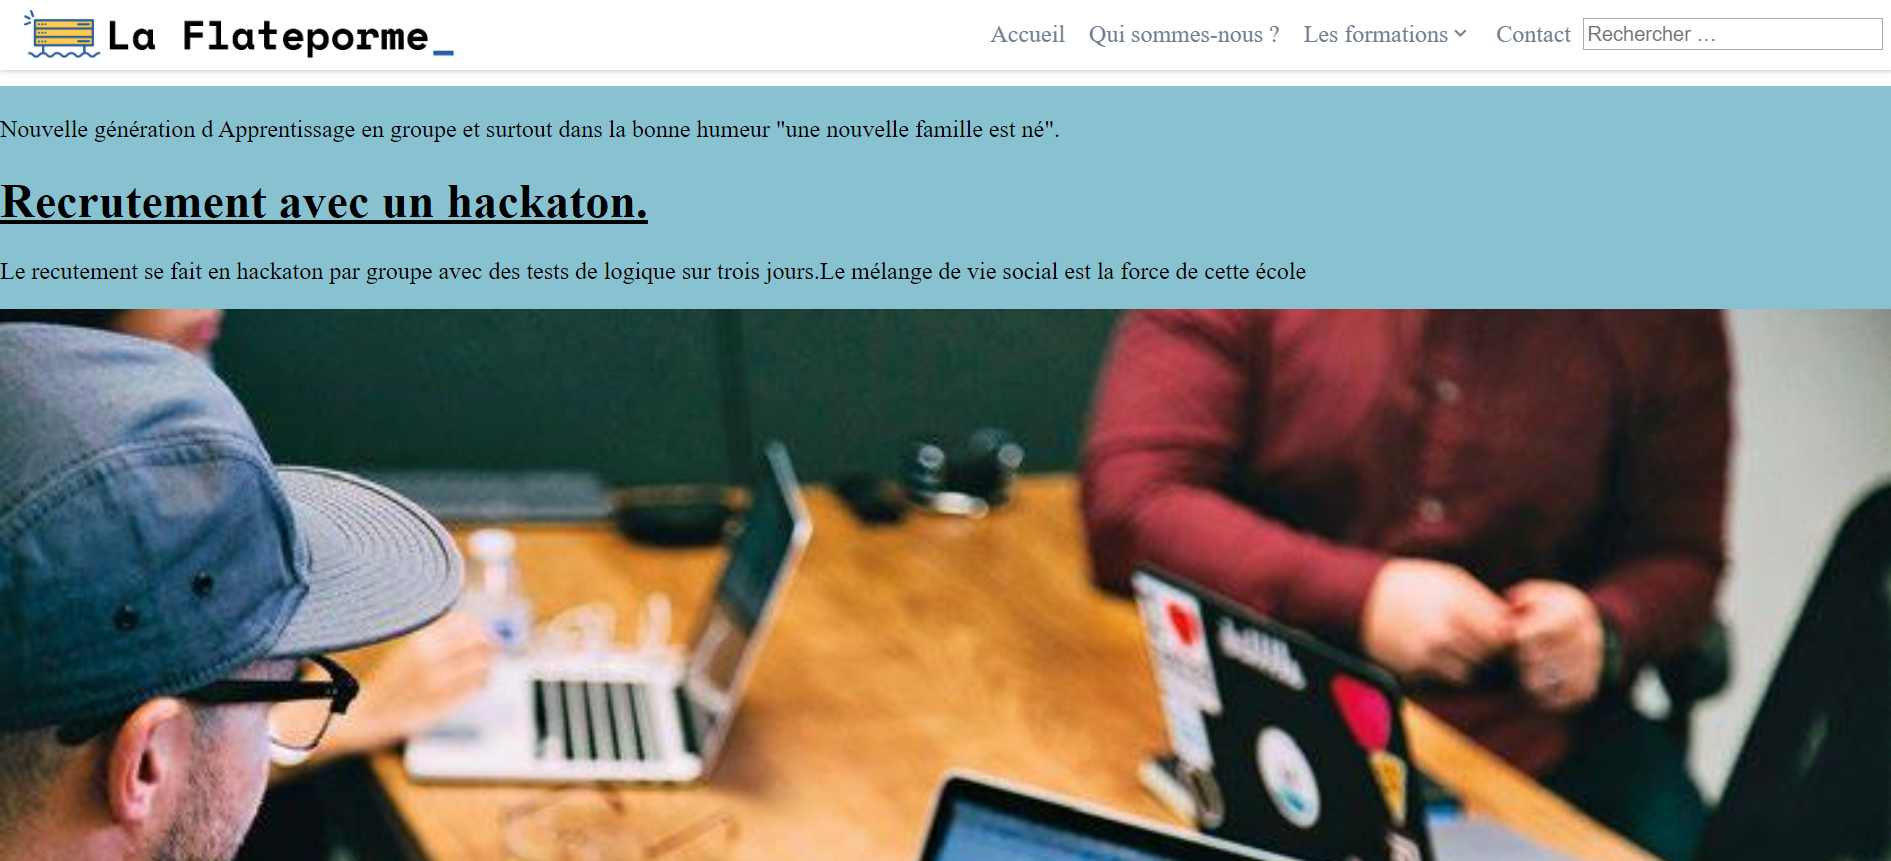 La Flateporme_
Accueil Qui sommes-nous ? Les formations Contact Rechercher ...
Nouvelle génération d Apprentissage en groupe et surtout dans la bonne humeur "une nouvelle famille est né".
Recrutement avec un hackaton.
Le recutement se fait en hackaton par groupe avec des tests de logique sur trois jours.Le mélange de vie social est la force de cette école